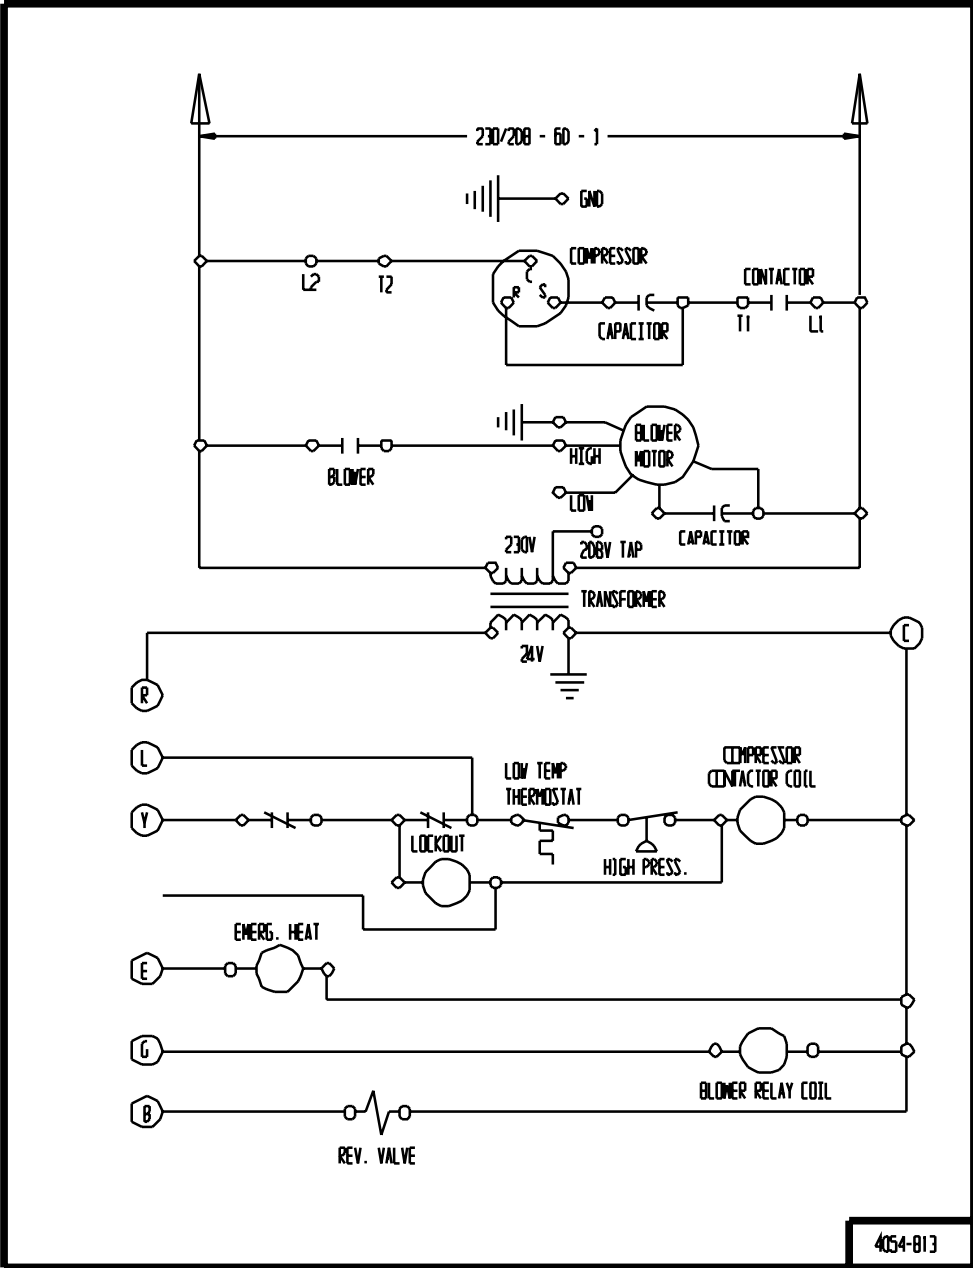 230/208 - 60 - 1
GND
COMPRESSOR
C
R S
CONTACTOR
L2 T2
CAPACITOR
T1 L1
BLOWER
MOTOR
HIGH
BLOWER
LOW
CAPACITOR
230V
208V TAP
TRANSFORMER
C
24V
R
L
LOW TEMP
THERMOSTAT
COMPRESSOR
CONTACTOR COIL
Y
LOCKOUT
HIGH PRESS.
EMERG. HEAT
E
G
BLOWER RELAY COIL
B
REV. VALVE
4054-813